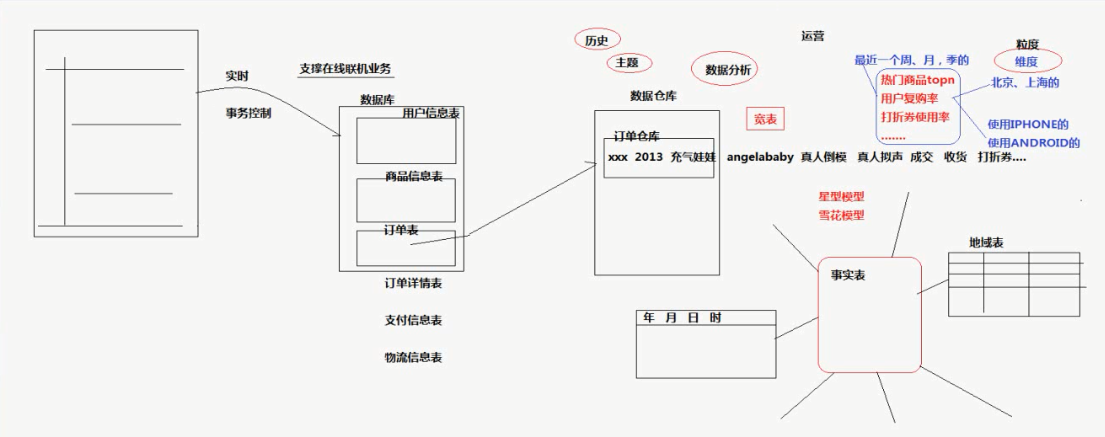 实时
事务控制
支撑在线联机业务
数据库
用户信息表
商品信息表
订单表
订单详情表
支付信息表
物流信息表
历史
主题
数据分析
数据仓库
宽表
订单仓库
xxx 2013 充气娃娃 angelababy 真人倒模 真人拟声 成交 收货 打折券....
运营
最近一个周、月，季的
热门商品topn
用户复购率
打折券使用率
.......
粒度
维度
北京、上海的
使用IPHONE的
使用ANDROID的
星型模型
雪花模型
事实表
地域表
年 月 日 时